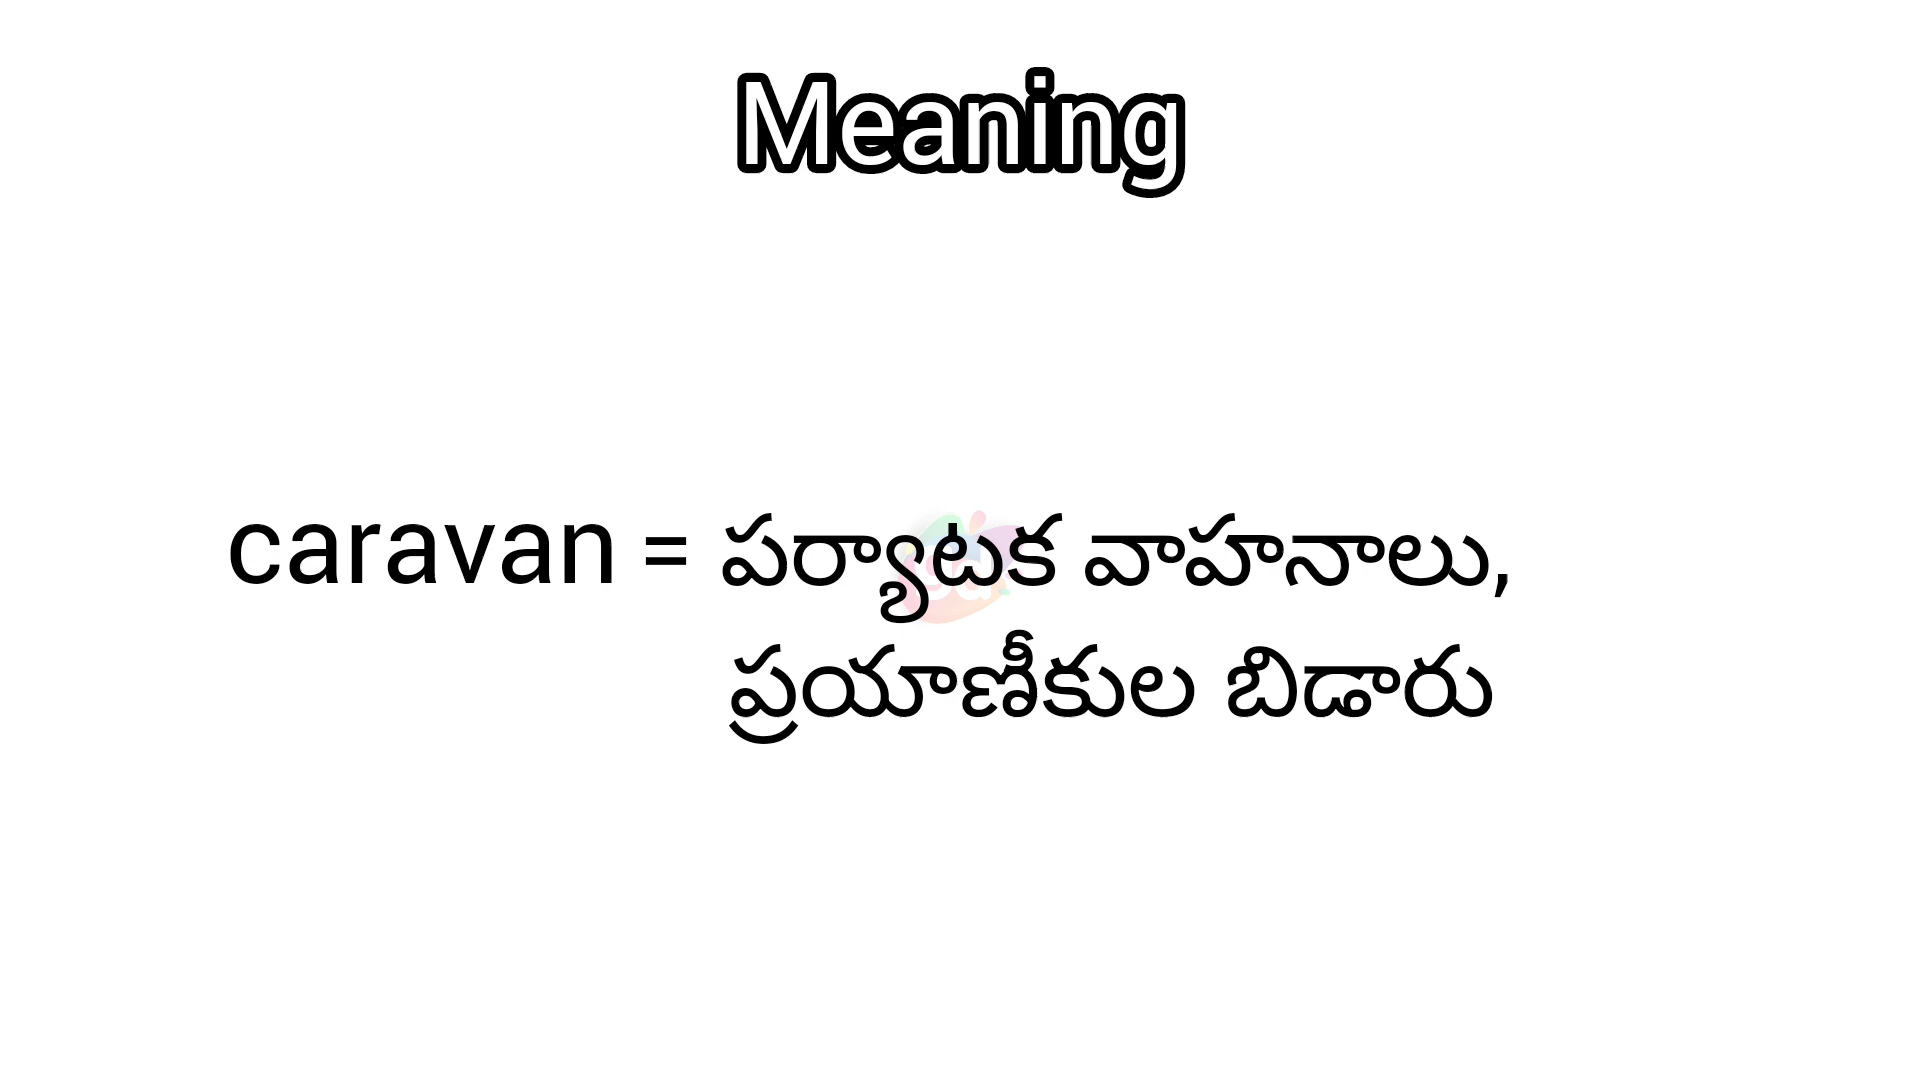 Meaning
caravan = పర్యాటక వాహనాలు,
ప్రయాణీకుల బిడారు